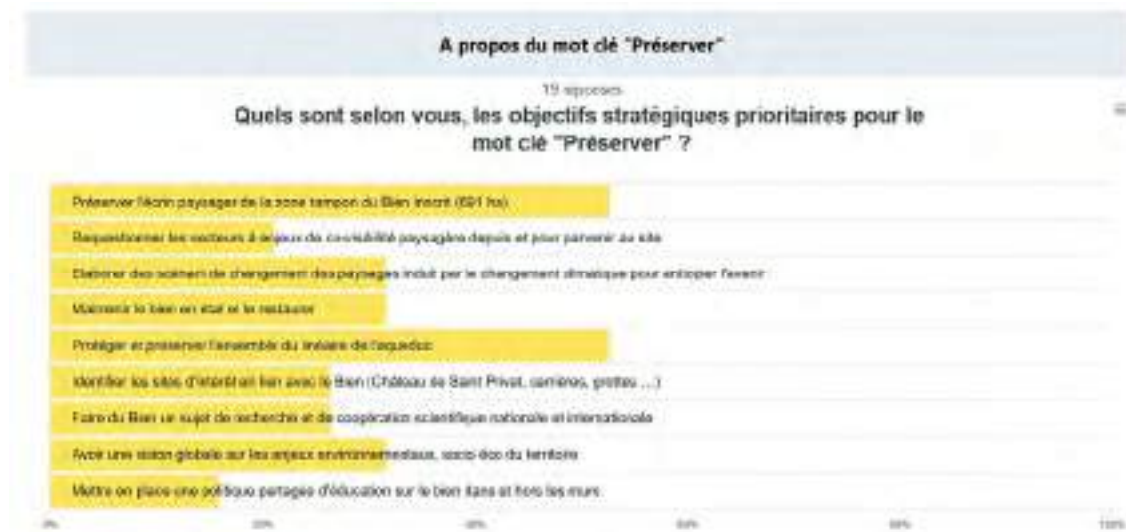 A propos du mot clé "Préserver"
19 réponses
Quels sont selon vous, les objectifs stratégiques prioritaires pour le
mot clé "Préserver" ?
Préserver l'écrin paysager de la zone tampon du Bien inscrit (691 ha)
Requestionner les secteurs à enjeux de co-visibilité paysagère depuis et pour parvenir au site
Elaborer des scénarii de changement des paysages induit par le changement climatique pour anticiper l'avenir
Maintenir le bien en état et le restaurer
Protéger et préserver l'ensemble du linéaire de l'aqueduc
Identifier les sites d'intérêt en lien avec le Bien (Château de Saint Privat, carrières, grottes ...)
Faire du Bien un sujet de recherche et de coopération scientifique nationale et internationale
Avoir une vision globale sur les enjeux environnementaux, socio-éco du territoire
Mettre en place une politique partagée d'éducation sur le bien dans et hors les murs
0% 20% 40% 60% 80% 100%